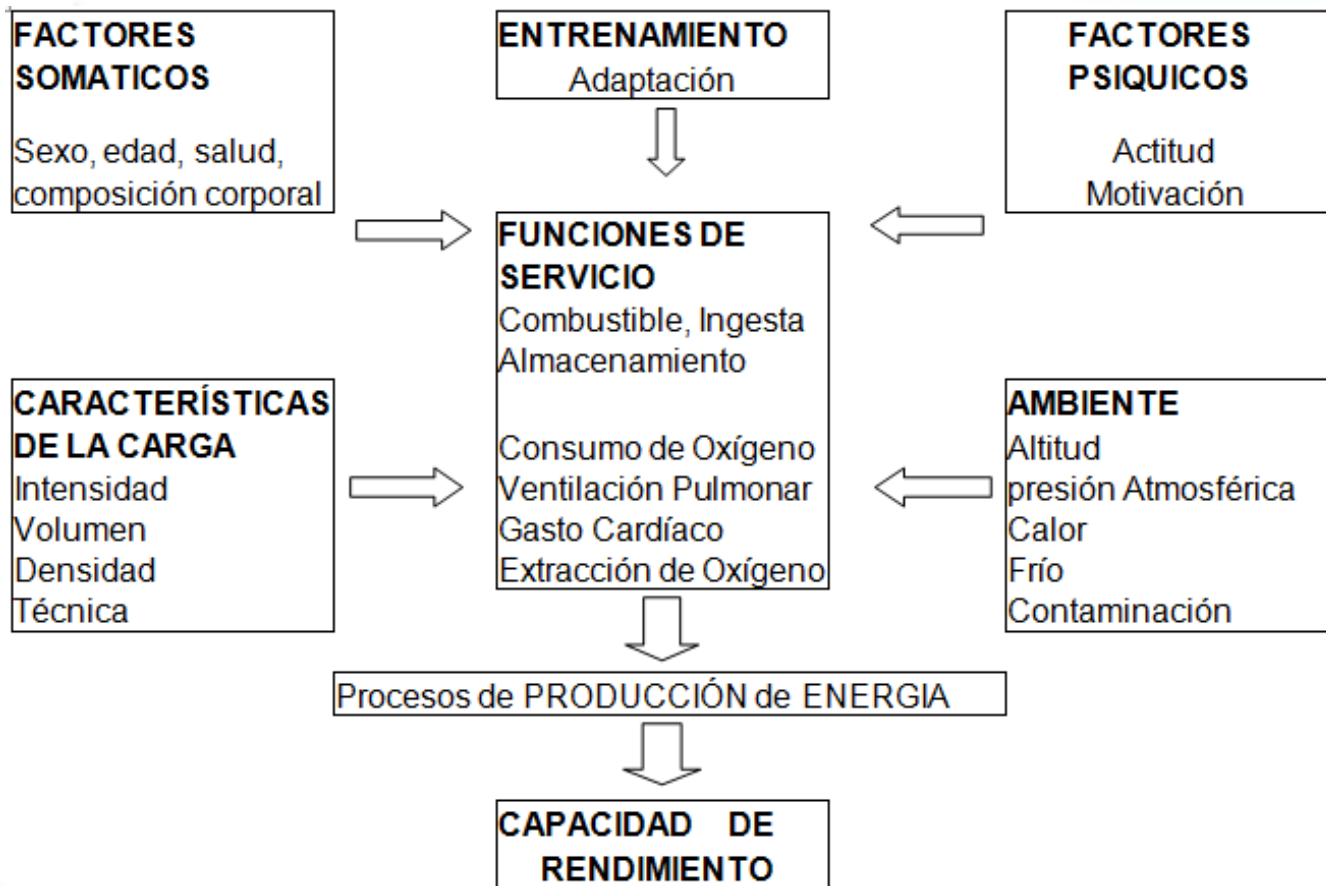 FACTORES
SOMATICOS
Sexo, edad, salud,
composición corporal
ENTRENAMIENTO
Adaptación
FACTORES
PSIQUICOS
Actitud
Motivación
FUNCIONES DE
SERVICIO
Combustible, Ingesta
Almacenamiento
Consumo de Oxígeno
Ventilación Pulmonar
Gasto Cardíaco
Extracción de Oxígeno
CARACTERÍSTICAS
DE LA CARGA
Intensidad
Volumen
Densidad
Técnica
AMBIENTE
Altitud
presión Atmosférica
Calor
Frío
Contaminación
Procesos de PRODUCCIÓN de ENERGIA
CAPACIDAD DE
RENDIMIENTO